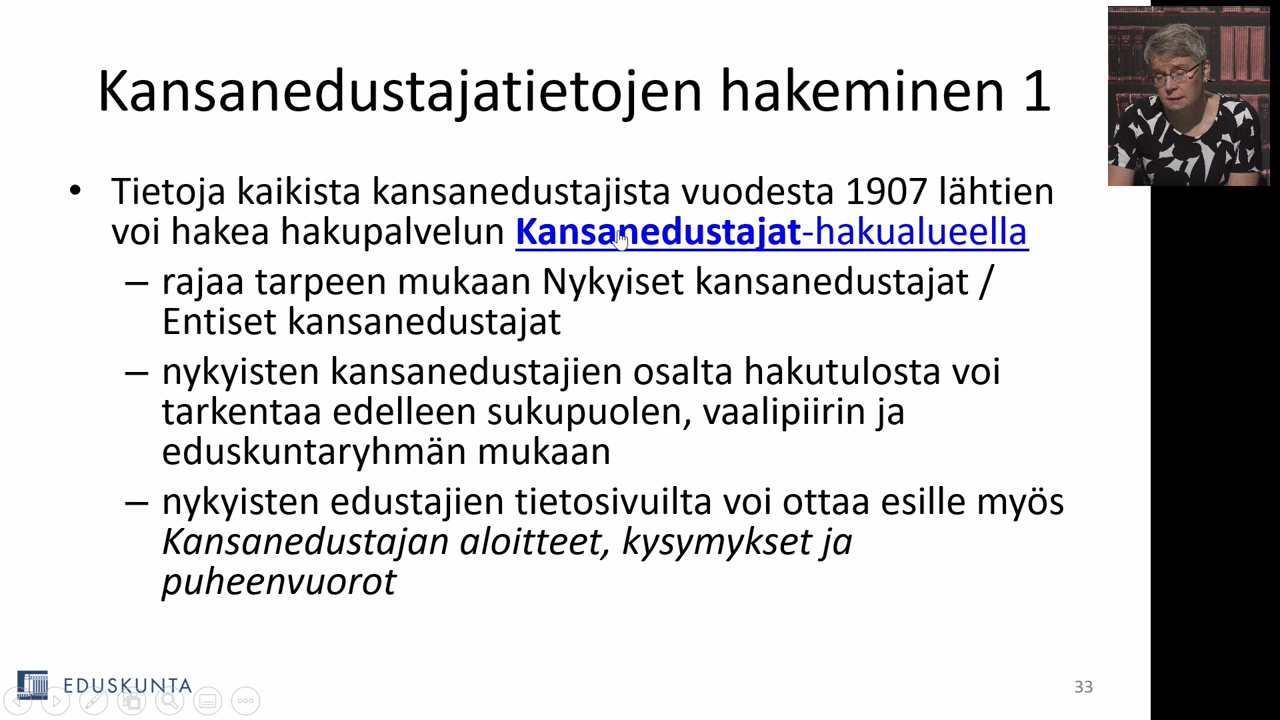 Kansanedustajatietojen hakeminen 1
• Tietoja kaikista kansanedustajista vuodesta 1907 lähtien
voi hakea hakupalvelun Kansanedustajat-hakualueella
– rajaa tarpeen mukaan Nykyiset kansanedustajat /
Entiset kansanedustajat
– nykyisten kansanedustajien osalta hakutulosta voi
tarkentaa edelleen sukupuolen, vaalipiirin ja
eduskuntaryhmän mukaan
– nykyisten edustajien tietosivuilta voi ottaa esille myös
Kansanedustajan aloitteet, kysymykset ja
puheenvuorot
EDUSKUNTA
33